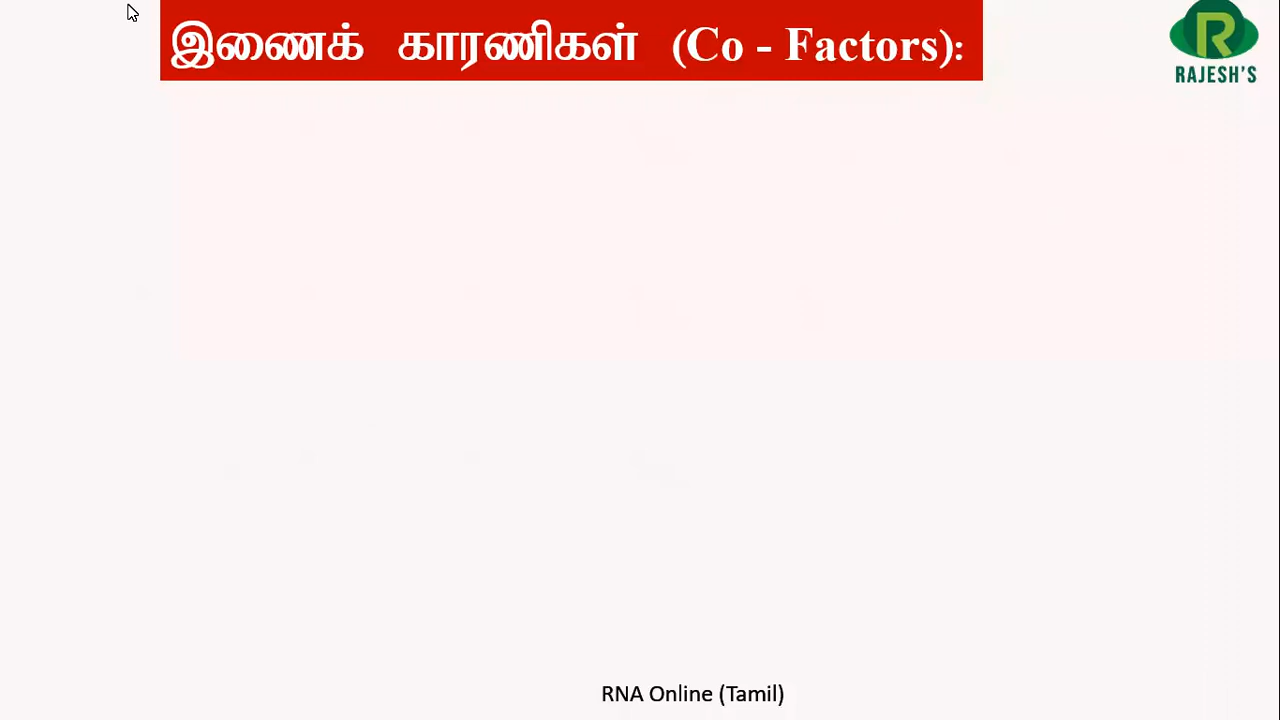 இணைக் காரணிகள் (Co - Factors):
R
RAJESH'S
RNA Online (Tamil)